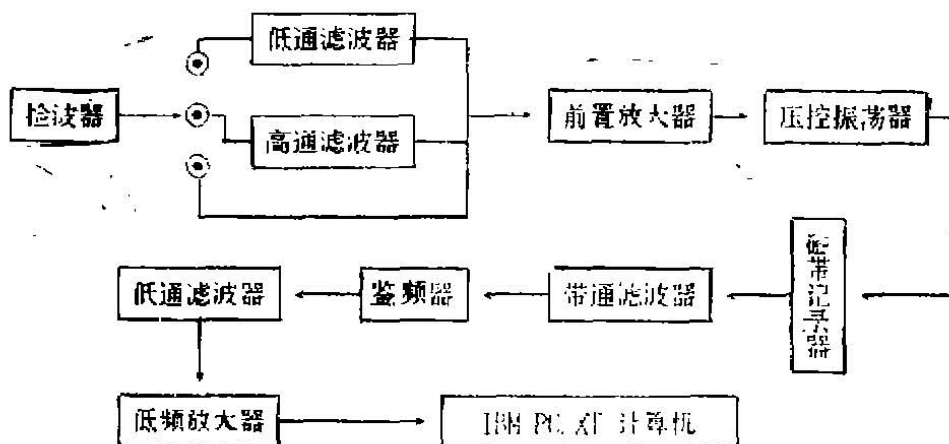 低通滤波器
检波器
高通滤波器
前置放大器
压控振荡器
磁带记录器
低通滤波器
鉴频器
带通滤波器
低频放大器
IBM PC XT 计算机